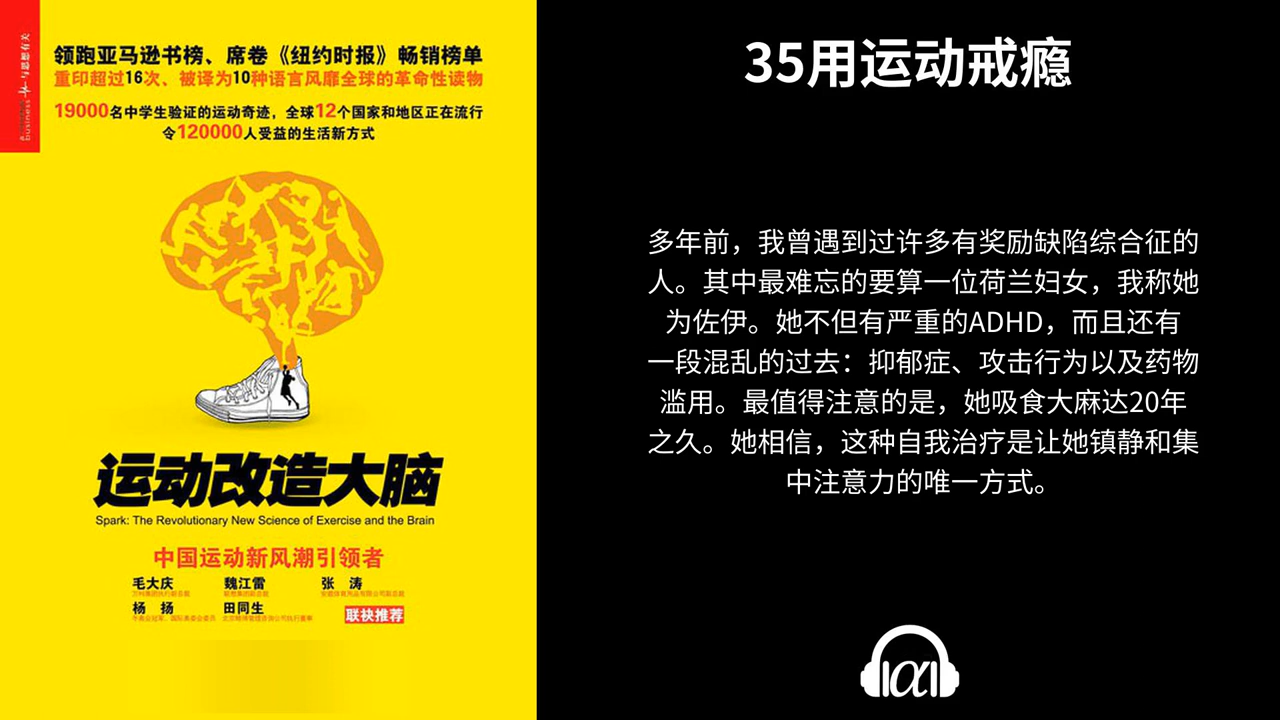 与思想有关
business
领跑亚马逊书榜、席卷《纽约时报》畅销榜单
重印超过16次、被译为10种语言风靡全球的革命性读物
19000名中学生验证的运动奇迹，全球12个国家和地区正在流行
令120000人受益的生活新方式
运动改造大脑
Spark: The Revolutionary New Science of Exercise and the Brain
中国运动新风潮引领者
毛大庆 魏江雷 张 涛
杨 扬 田同生
联袂推荐
35用运动戒瘾
多年前，我曾遇到过许多有奖励缺陷综合征的
人。其中最难忘的要算一位荷兰妇女，我称她
为佐伊。她不但有严重的ADHD，而且还有
一段混乱的过去：抑郁症、攻击行为以及药物
滥用。最值得注意的是，她吸食大麻达20年
之久。她相信，这种自我治疗是让她镇静和集
中注意力的唯一方式。